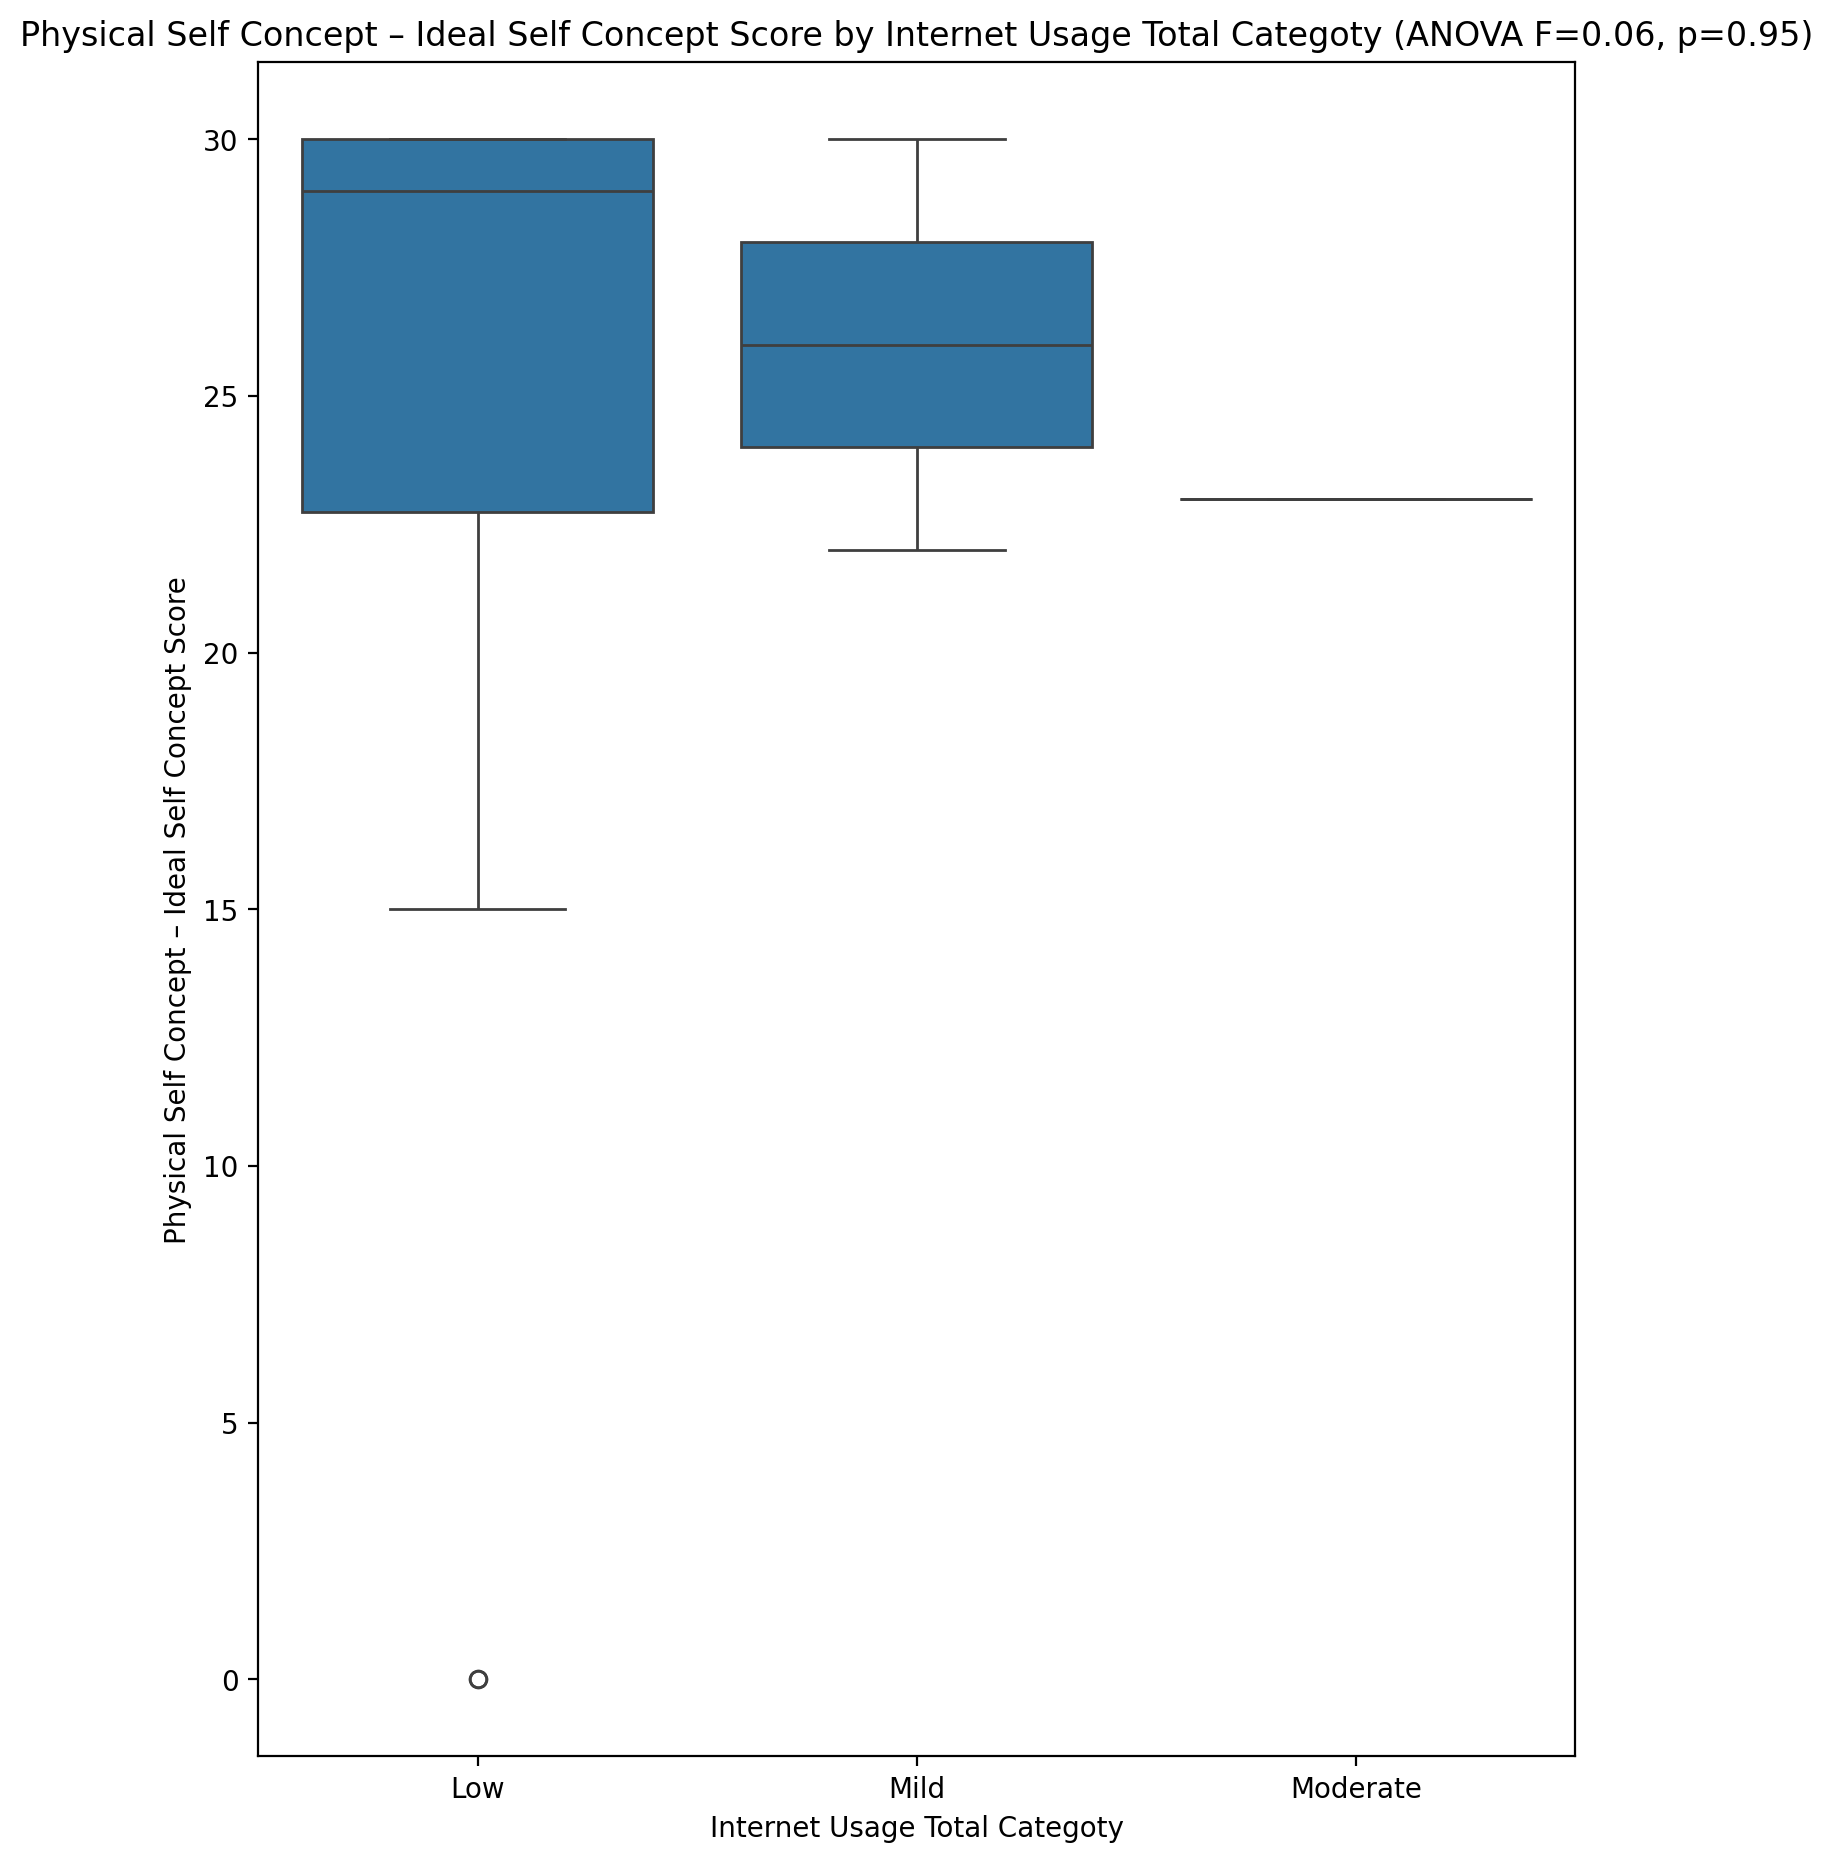 Physical Self Concept – Ideal Self Concept Score by Internet Usage Total Categoty (ANOVA F=0.06, p=0.95)
Physical Self Concept – Ideal Self Concept Score
30
25
20
15
10
5
0
Low
Mild
Moderate
Internet Usage Total Categoty